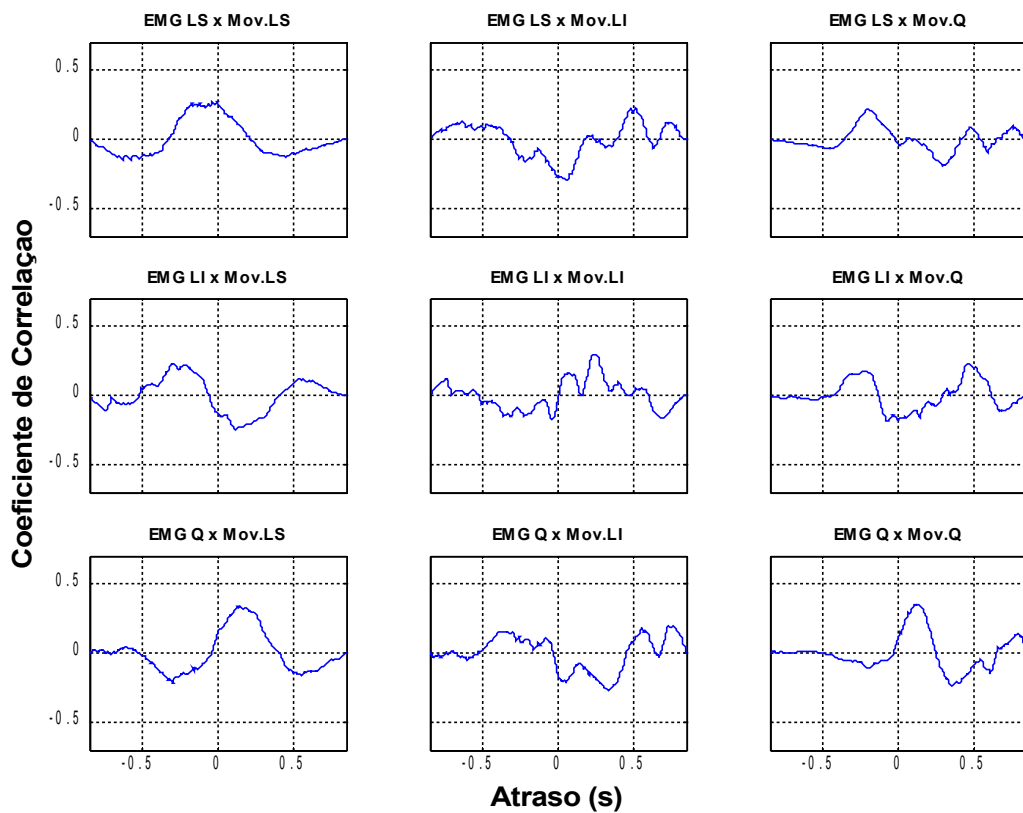 EMG LS x Mov.LS
EMG LS x Mov.LI
EMG LS x Mov.Q
0.5
0
-0.5
EMG LI x Mov.LS
EMG LI x Mov.LI
EMG LI x Mov.Q
0.5
0
-0.5
EMG Q x Mov.LS
EMG Q x Mov.LI
EMG Q x Mov.Q
0.5
0
-0.5
-0.5 0 0.5
-0.5 0 0.5
-0.5 0 0.5
Coeficiente de Correlaçao
Atraso (s)